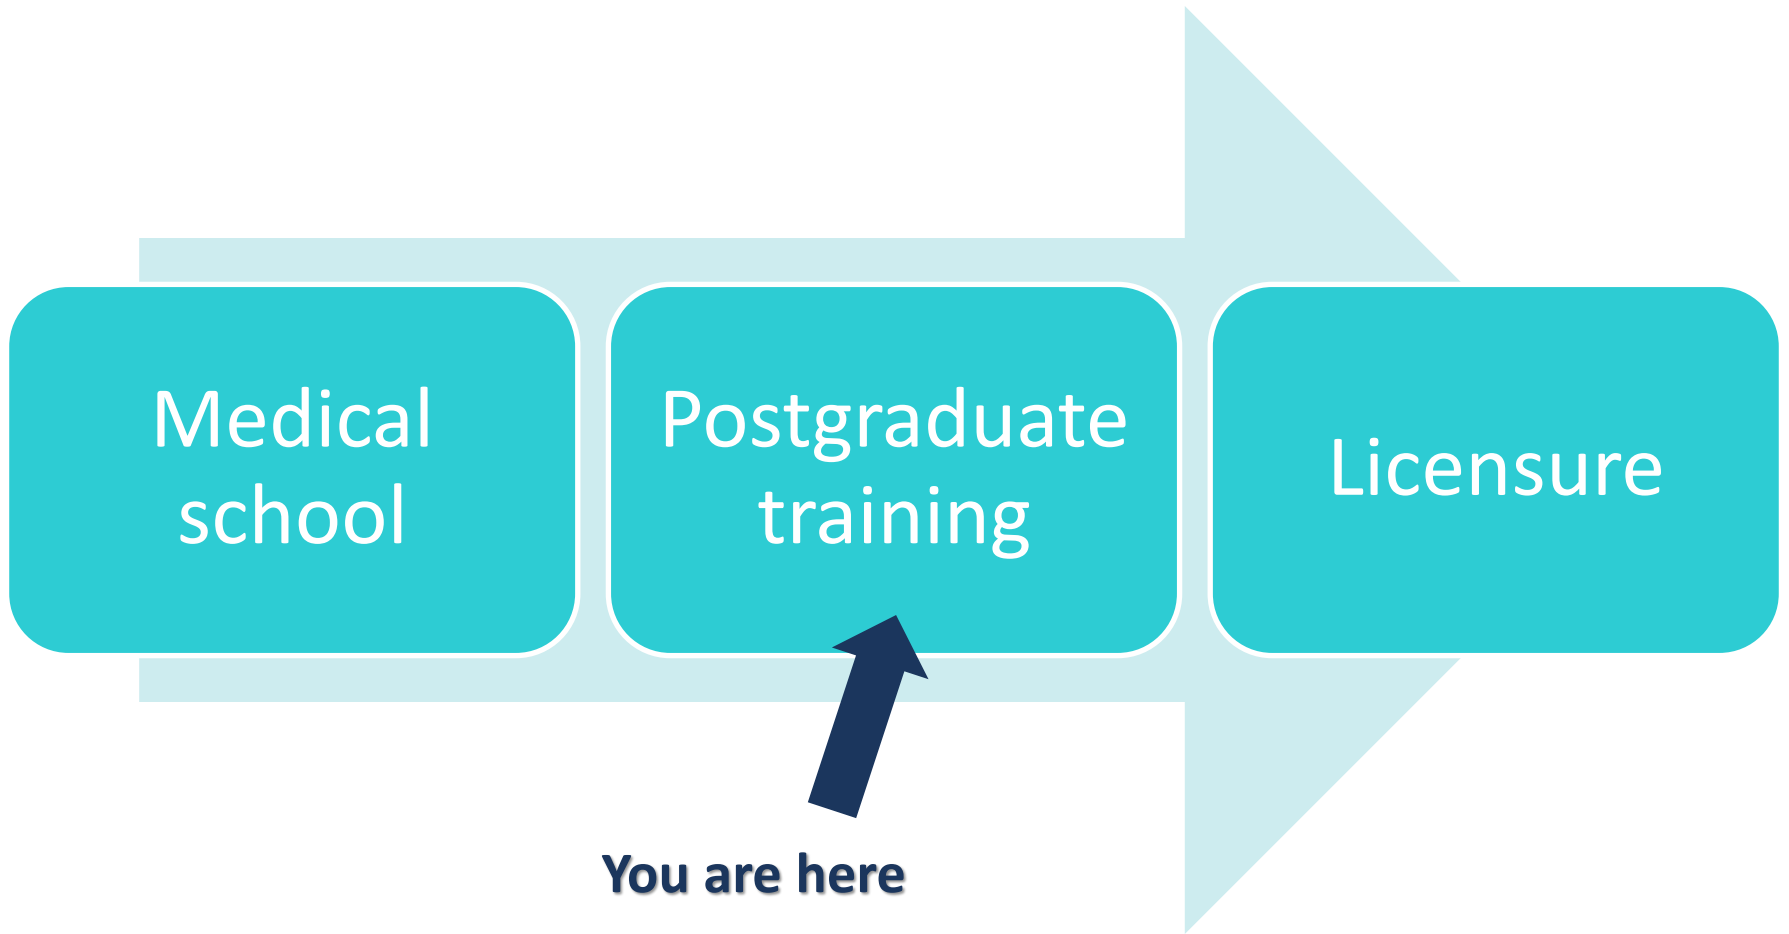 Medical
school
Postgraduate
training
Licensure
You are here